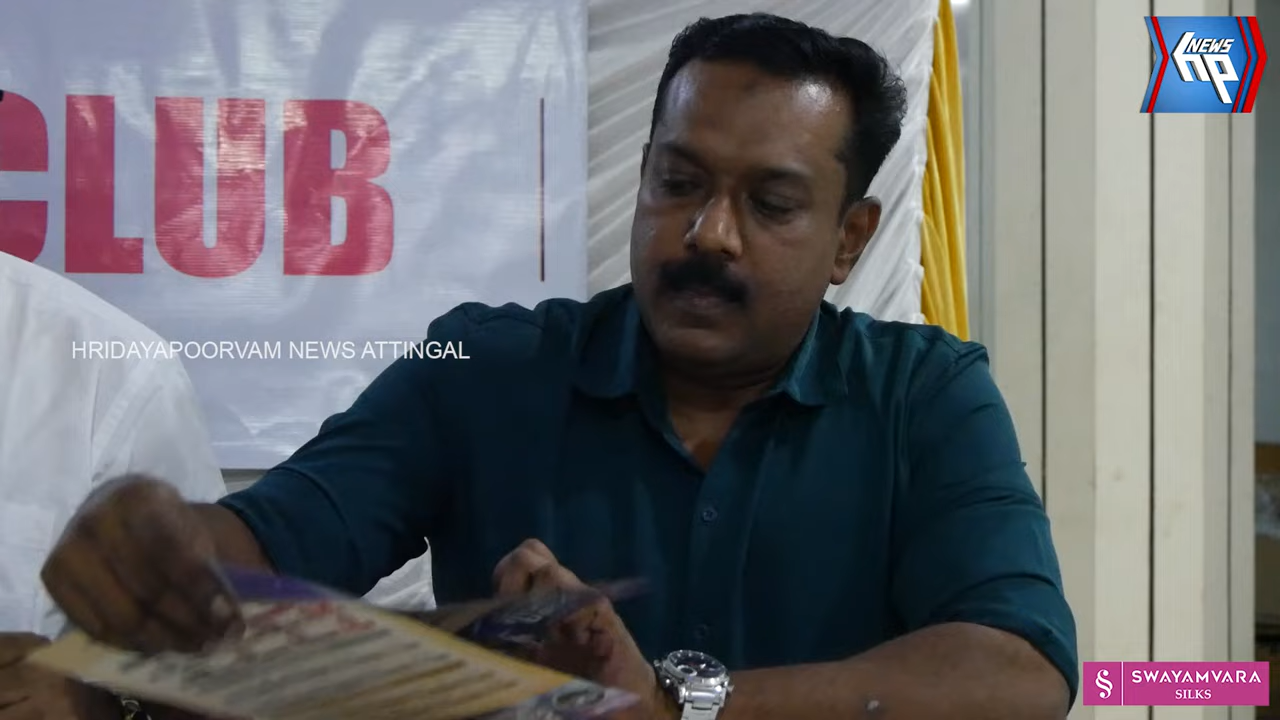 CLUB
NEWS
hp
HRIDAYAPOORVAM NEWS ATTINGAL
SWAYAMVARA
SILKS